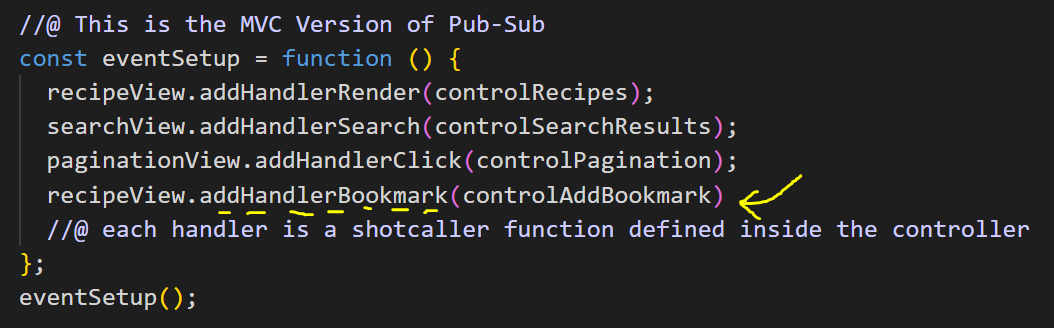 //@ This is the MVC Version of Pub-Sub
const eventSetup = function () {
recipeView.addHandlerRender(controlRecipes);
searchView.addHandlerSearch(controlSearchResults);
paginationView.addHandlerClick(controlPagination);
recipeView.addHandlerBookmark(controlAddBookmark)
//@ each handler is a shotcaller function defined inside the controller
};
eventSetup();